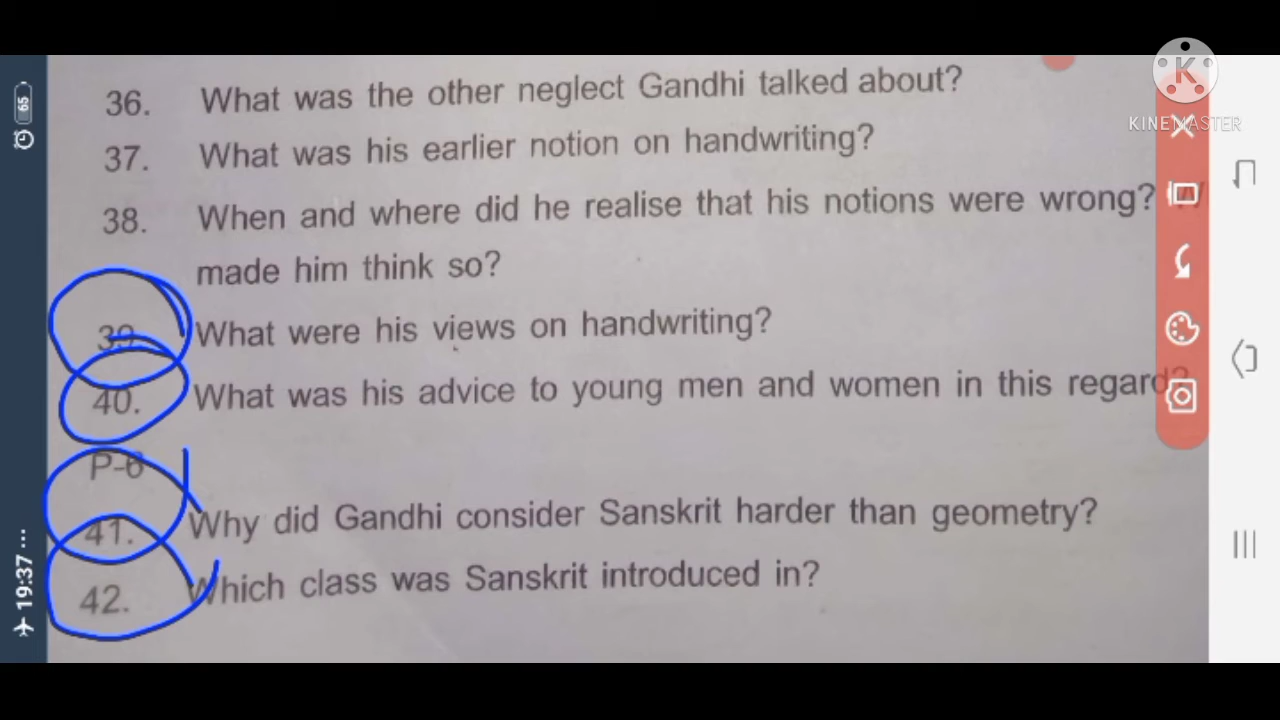 36. What was the other neglect Gandhi talked about?
37. What was his earlier notion on handwriting?
38. When and where did he realise that his notions were wrong?
made him think so?
39. What were his views on handwriting?
40. What was his advice to young men and women in this regard?
P-6
41. Why did Gandhi consider Sanskrit harder than geometry?
42. Which class was Sanskrit introduced in?
KINEMASTER
19:37 ...
65